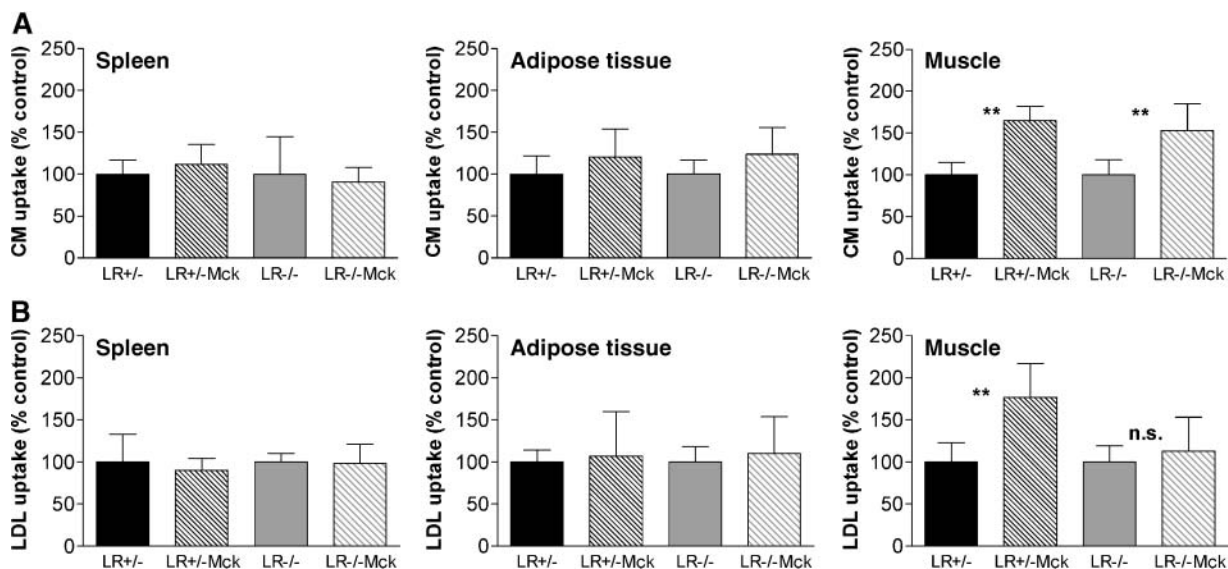 A
CM uptake (% control)
250
200
150
100
50
0
Spleen
LR+/-
LR+/-Mck
LR-/-
LR-/-Mck
CM uptake (% control)
250
200
150
100
50
0
Adipose tissue
LR+/-
LR+/-Mck
LR-/-
LR-/-Mck
CM uptake (% control)
250
200
150
100
50
0
Muscle
**
**
LR+/-
LR+/-Mck
LR-/-
LR-/-Mck
B
LDL uptake (% control)
250
200
150
100
50
0
Spleen
LR+/-
LR+/-Mck
LR-/-
LR-/-Mck
LDL uptake (% control)
250
200
150
100
50
0
Adipose tissue
LR+/-
LR+/-Mck
LR-/-
LR-/-Mck
LDL uptake (% control)
250
200
150
100
50
0
Muscle
**
n.s.
LR+/-
LR+/-Mck
LR-/-
LR-/-Mck